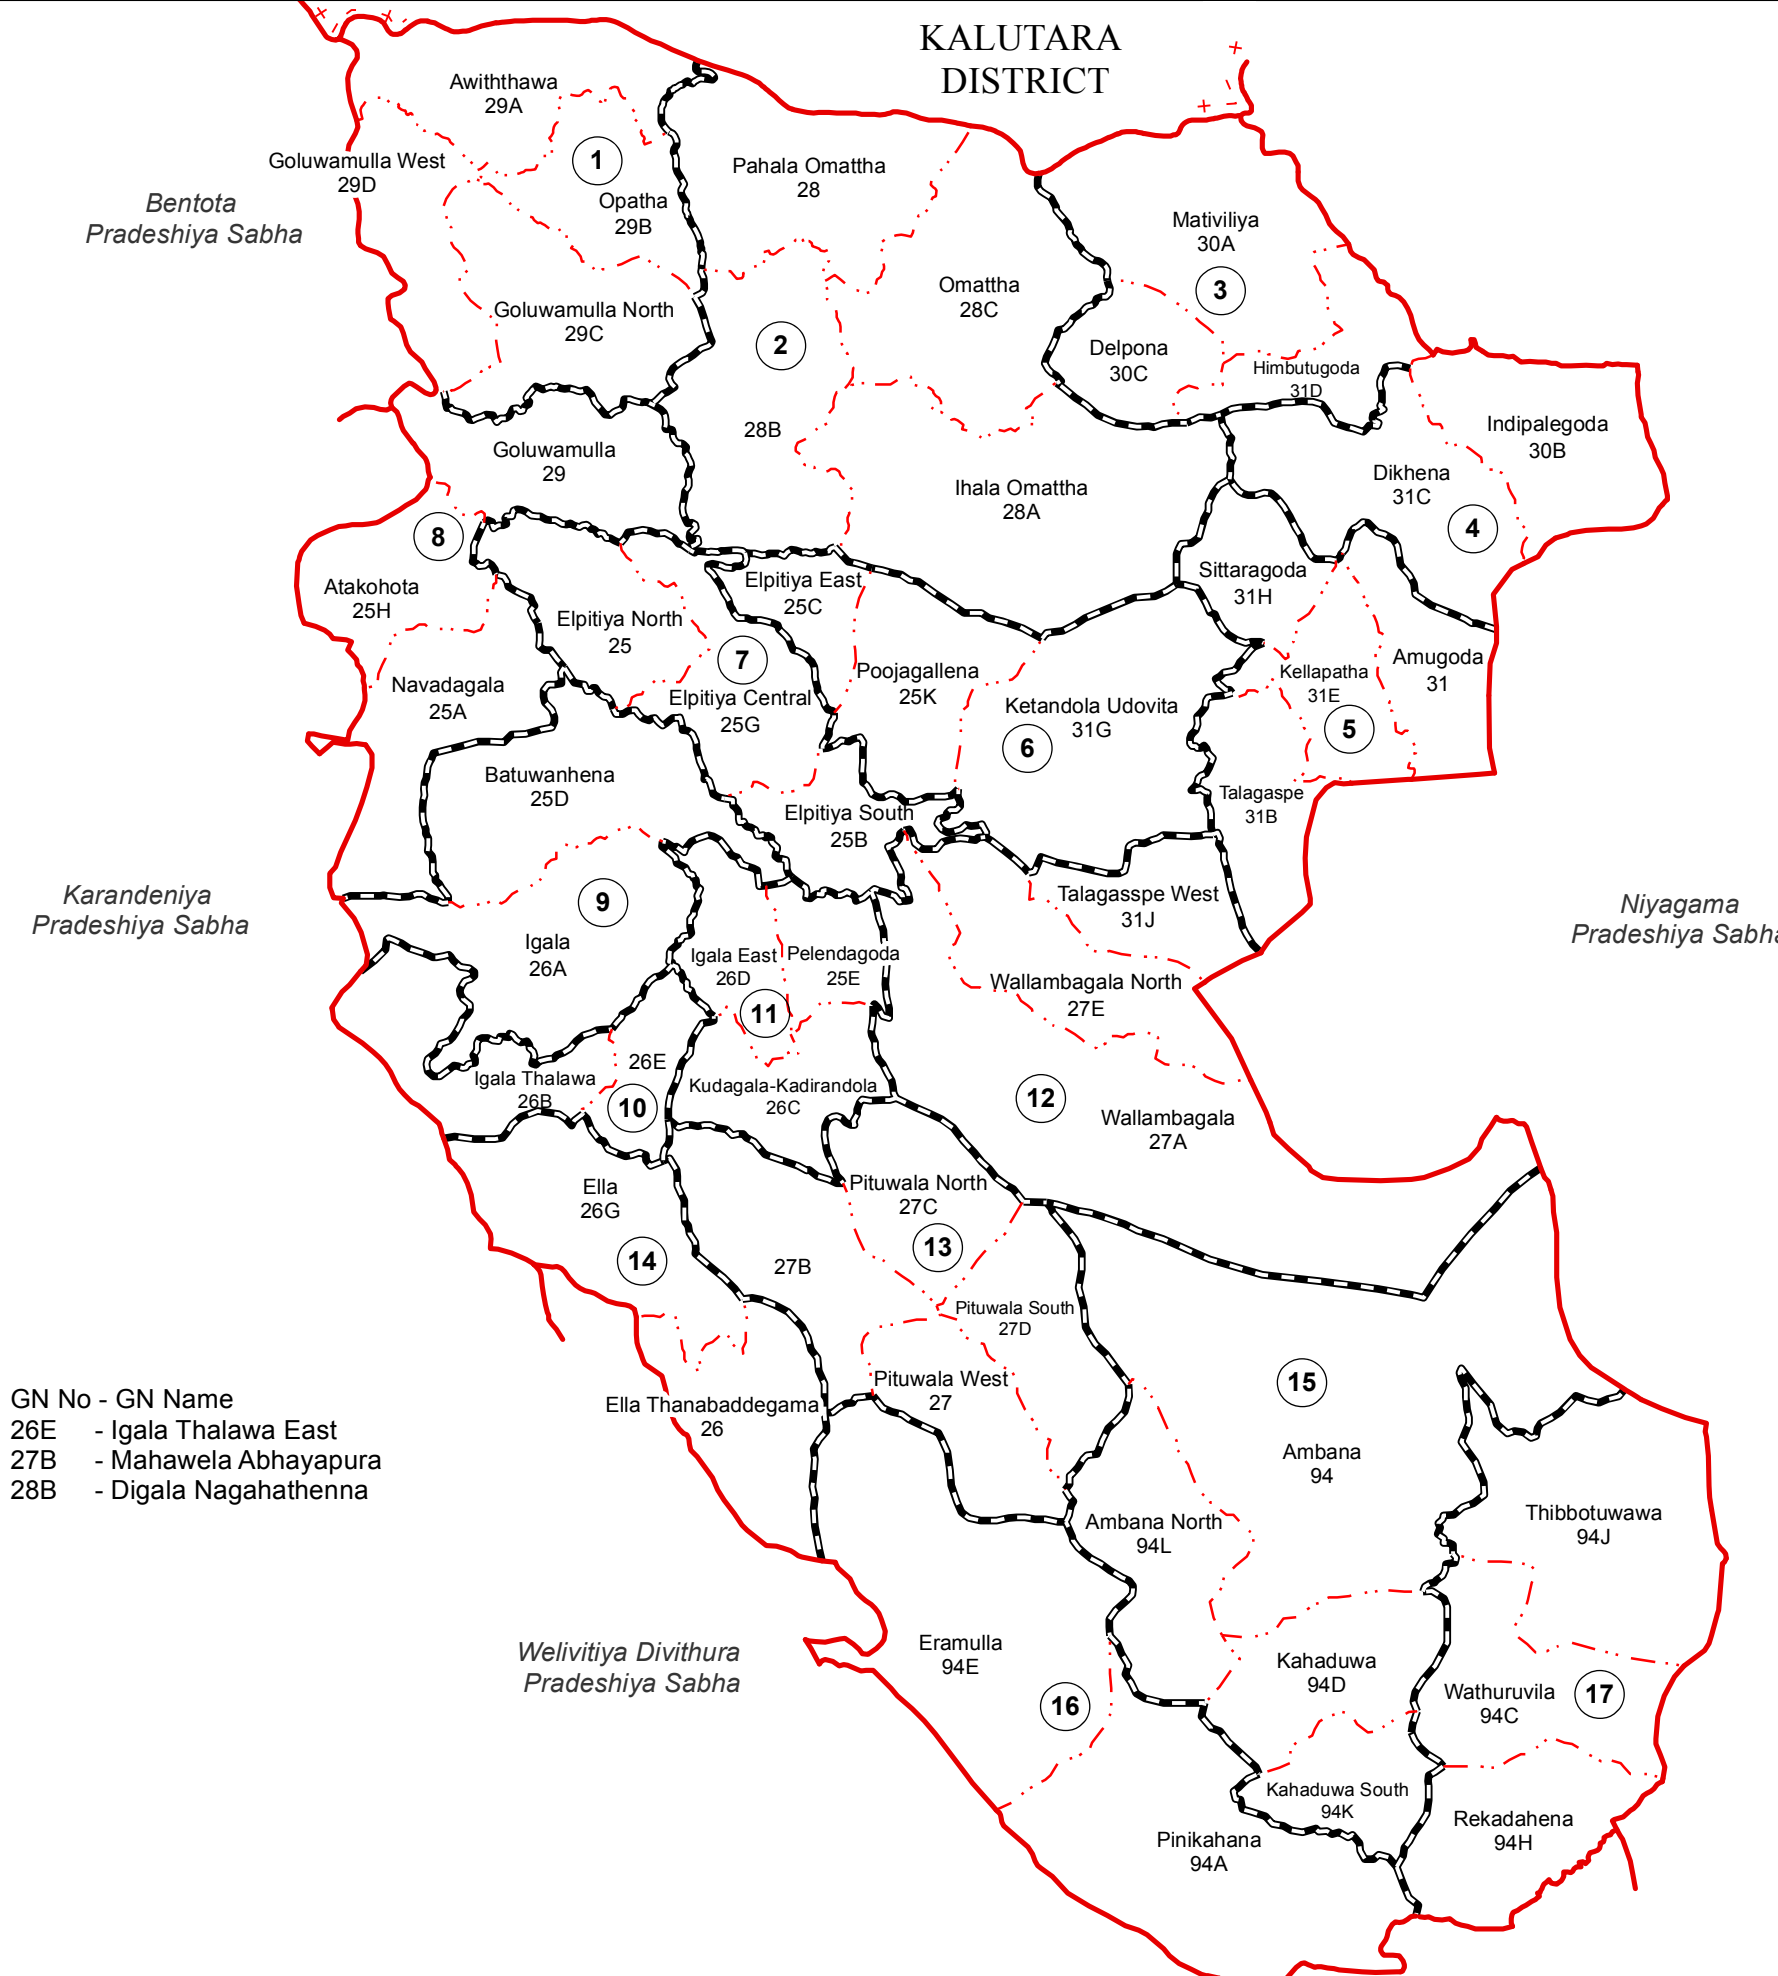 KALUTARA
DISTRICT
Awiththawa
29A
1
Goluwamulla West
29D
Pahala Omattha
28
Opatha
29B
Bentota
Pradeshiya Sabha
Mativiliya
30A
3
Omattha
28C
Goluwamulla North
29C
2
Delpona
30C
Himbutugoda
31D
28B
Indipalegoda
30B
Goluwamulla
29
Dikhena
31C
Ihala Omattha
28A
4
8
Sittaragoda
31H
Elpitiya East
25C
Atakohota
25H
Elpitiya North
25
7
Poojagallena
25K
Kellapatha
31E
Amugoda
31
Navadagala
25A
Elpitiya Central
25G
Ketandola Udovita
31G
5
6
Batuwanhena
25D
Talagaspe
31B
Elpitiya South
25B
Karandeniya
Pradeshiya Sabha
9
Talagasspe West
31J
Niyagama
Pradeshiya Sabha
Igala
26A
Igala East
26D
Pelendagoda
25E
Wallambagala North
27E
11
26E
Igala Thalawa
26B
10
Kudagala-Kadirandola
26C
12
Wallambagala
27A
Ella
26G
Pituwala North
27C
13
14
27B
Pituwala South
27D
Pituwala West
27
15
GN No - GN Name
26E - Igala Thalawa East
27B - Mahawela Abhayapura
28B - Digala Nagahathenna
Ella Thanabaddegama
26
Ambana
94
Ambana North
94L
Thibbotuwawa
94J
Welivitiya Divithura
Pradeshiya Sabha
Eramulla
94E
16
Kahaduwa
94D
Wathuruvila
94C
17
Kahaduwa South
94K
Rekadahena
94H
Pinikahana
94A